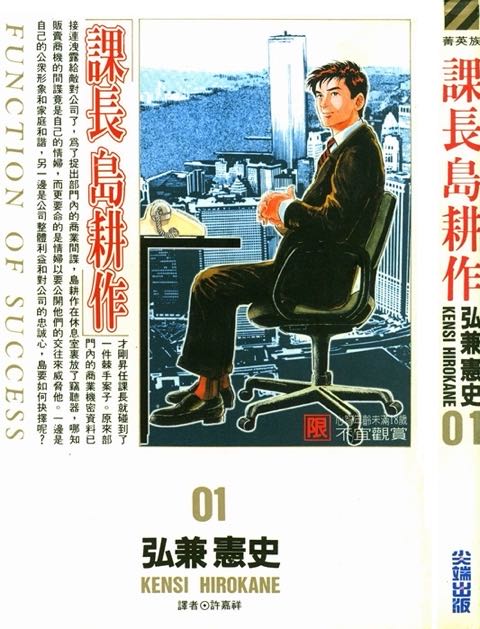 課長 島耕作
才剛昇任課長就碰到了
一件棘手案子。原來部
門內的商業機密資料已
接連洩露給敵對公司了，為了捉出部門內的商業間諜，島耕作在休息室裏放了竊聽器，哪知
販賣商機的間諜竟是自己的情婦，而更要命的是情婦以要公開他們的交往來威脅他。一邊是
自己的公眾形象和家庭和諧，另一邊是公司整體利益和對公司的忠誠心，島要如何抉擇呢？
FUNCTION OF SUCCESS
限
年齡未滿18歲
不宜觀賞
01
弘兼憲史
KENSI HIROKANE
譯者⊙許嘉祥
菁英族
課長島耕作
弘兼憲史
KENSI HIROKANE
01
尖端出版